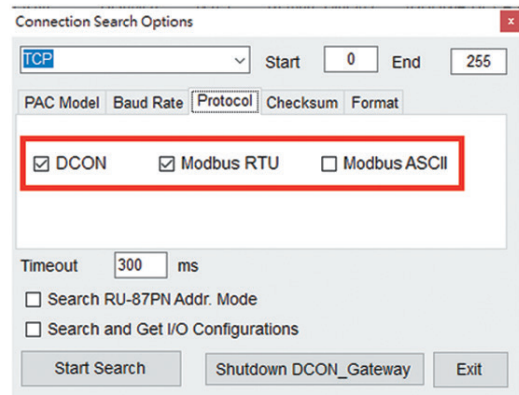 Connection Search Options x
TCP Start 0 End 255
PAC Model Baud Rate Protocol Checksum Format
DCON Modbus RTU Modbus ASCII
Timeout 300 ms
Search RU-87PN Addr. Mode
Search and Get I/O Configurations
Start Search Shutdown DCON_Gateway Exit